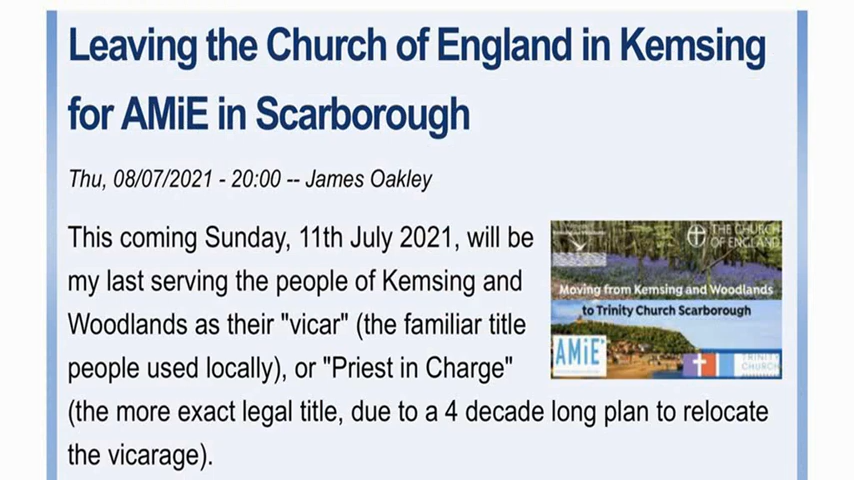 Leaving the Church of England in Kemsing
for AMiE in Scarborough
Thu, 08/07/2021 - 20:00 -- James Oakley
This coming Sunday, 11th July 2021, will be
my last serving the people of Kemsing and
Woodlands as their "vicar" (the familiar title
people used locally), or "Priest in Charge"
(the more exact legal title, due to a 4 decade long plan to relocate
the vicarage).
THE CHURCH
OF ENGLAND
Moving from Kemsing and Woodlands
to Trinity Church Scarborough
AMiE
TRINITY
CHURCH